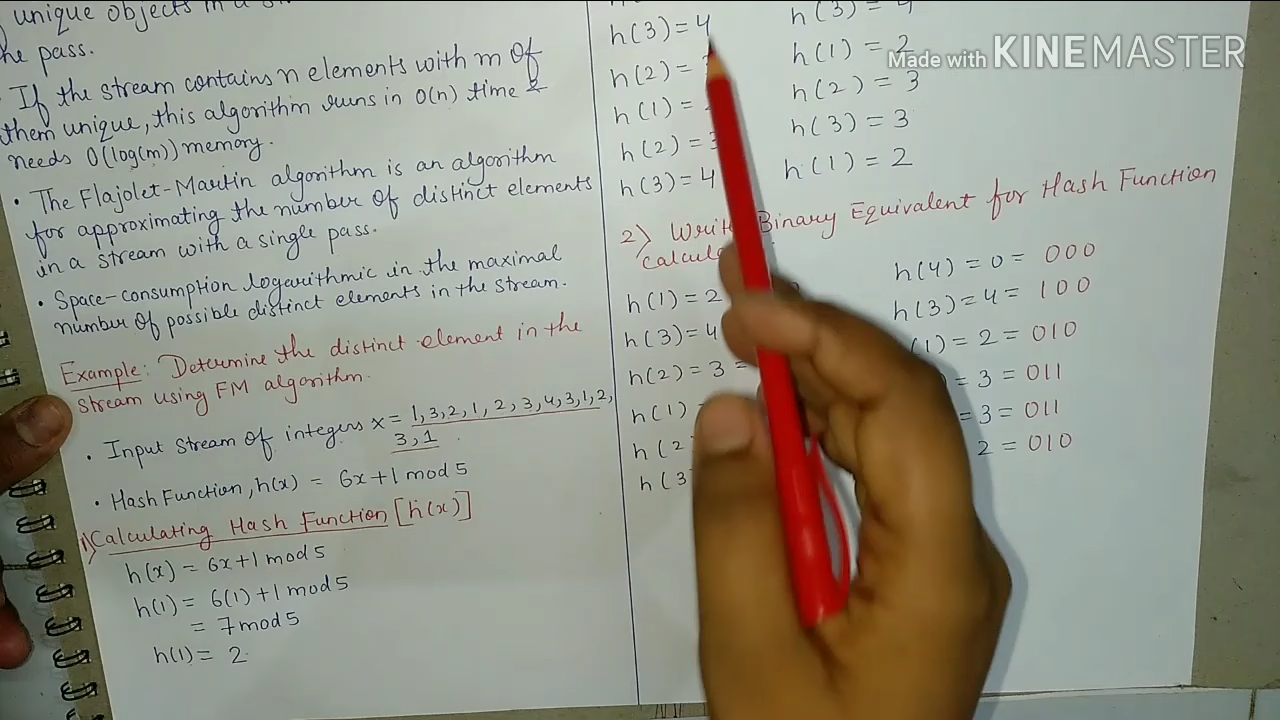 unique objects in a
he pass.
· If the stream contains n elements with m of
them unique, this algorithm runs in O(n) time &
needs O(log(m)) memory.
· The Flajolet-Martin algorithm is an algorithm
for approximating the number of distinct elements
in a stream with a single pass.
· Space-consumption logarithmic in the maximal
number of possible distinct elements in the stream.
Example: Determine the distinct element in the
stream using FM algorithm.
· Input stream of integers x = 1,3,2,1,2,3,4,3,1,2,
3,1
· Hash Function, h(x) = 6x+1 mod 5
1) Calculating Hash Function [h(x)]
h(x) = 6x+1 mod 5
h(1) = 6(1)+1 mod 5
= 7 mod 5
h(1) = 2
h(3) = 4
h(2) =
h(1) =
h(2) = 3
h(3) = 4
h(3) = 4
h(1) = 2
h(2) = 3
h(3) = 3
h(1) = 2
2) Write Binary Equivalent for Hash Function
h(1) = 2
h(3) = 4
h(2) = 3 =
h(1)
h(2
h(3
h(4) = 0 = 000
h(3) = 4 = 100
(1) = 2 = 010
= 3 = 011
= 3 = 011
2 = 010
Made with KINEMASTER